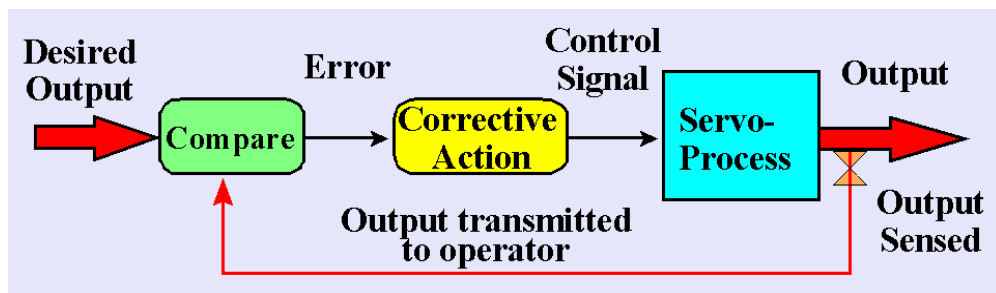 Desired
Output
Error
Control
Signal
Output
Compare
Corrective
Action
Servo-
Process
Output transmitted
to operator
Output
Sensed